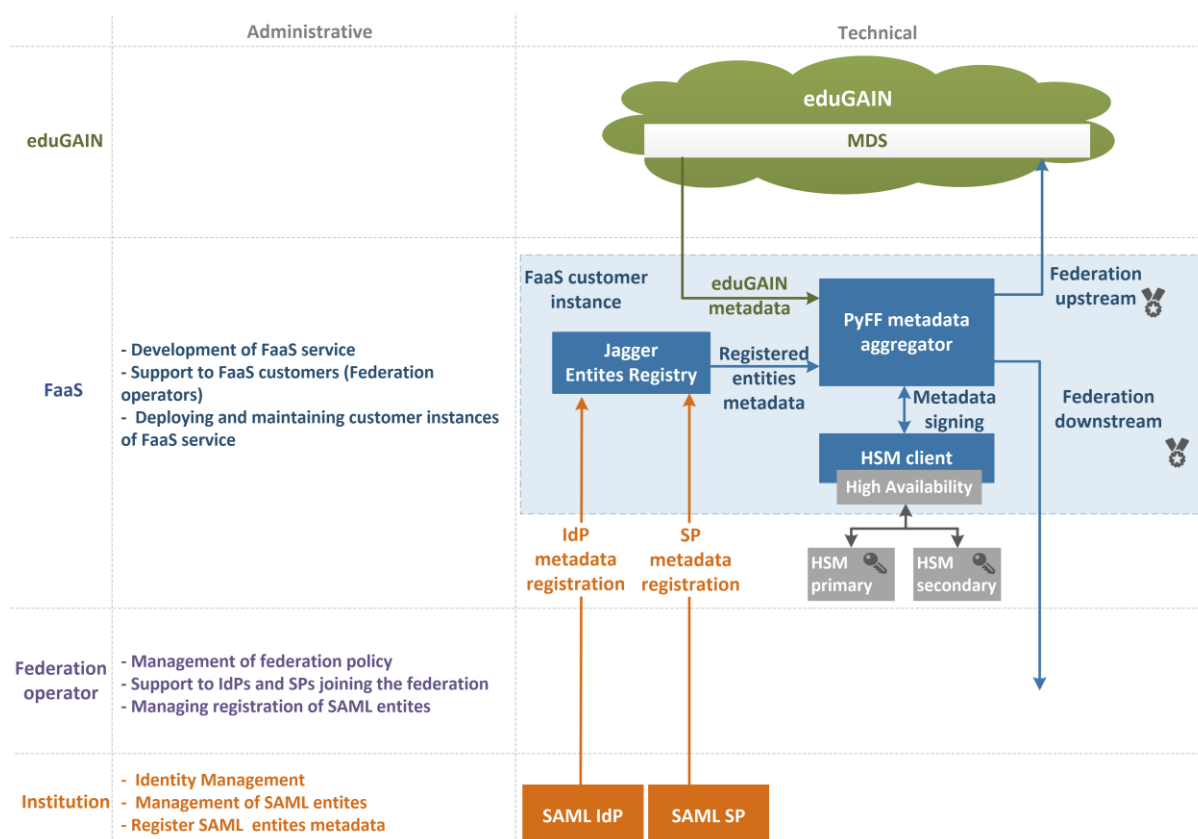 Administrative
Technical
eduGAIN
eduGAIN
MDS
FaaS
- Development of FaaS service
- Support to FaaS customers (Federation
operators)
- Deploying and maintaining customer instances
of FaaS service
FaaS customer
instance
eduGAIN
metadata
Federation
upstream
PyFF metadata
aggregator
Jagger
Entites Registry
Registered
entities
metadata
Metadata
signing
Federation
downstream
HSM client
High Availability
HSM
primary
HSM
secondary
IdP
metadata
registration
SP
metadata
registration
Federation
operator
- Management of federation policy
- Support to IdPs and SPs joining the federation
- Managing registration of SAML entites
Institution
- Identity Management
- Management of SAML entites
- Register SAML entites metadata
SAML IdP
SAML SP